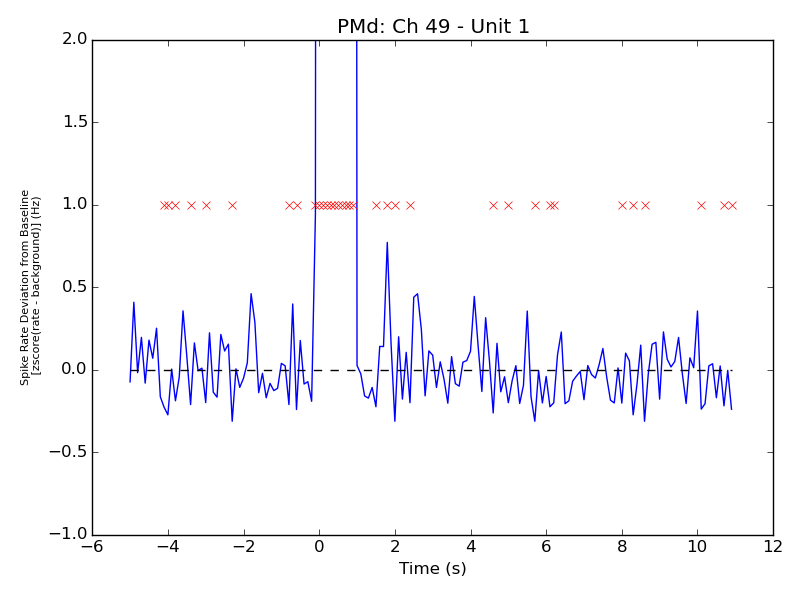 PMd: Ch 49 - Unit 1
2.0
1.5
1.0
0.5
0.0
−0.5
−1.0
Spike Rate Deviation from Baseline
[zscore(rate - background)] (Hz)
−6 −4 −2 0 2 4 6 8 10 12
Time (s)